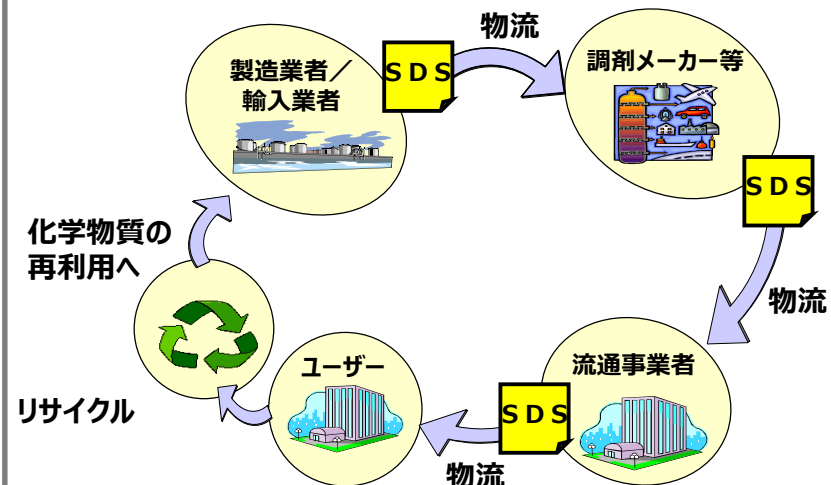 物流
製造業者／
輸入業者
ＳＤＳ
調剤メーカー等
ＳＤＳ
化学物質の
再利用へ
物流
ユーザー
流通事業者
ＳＤＳ
リサイクル
物流